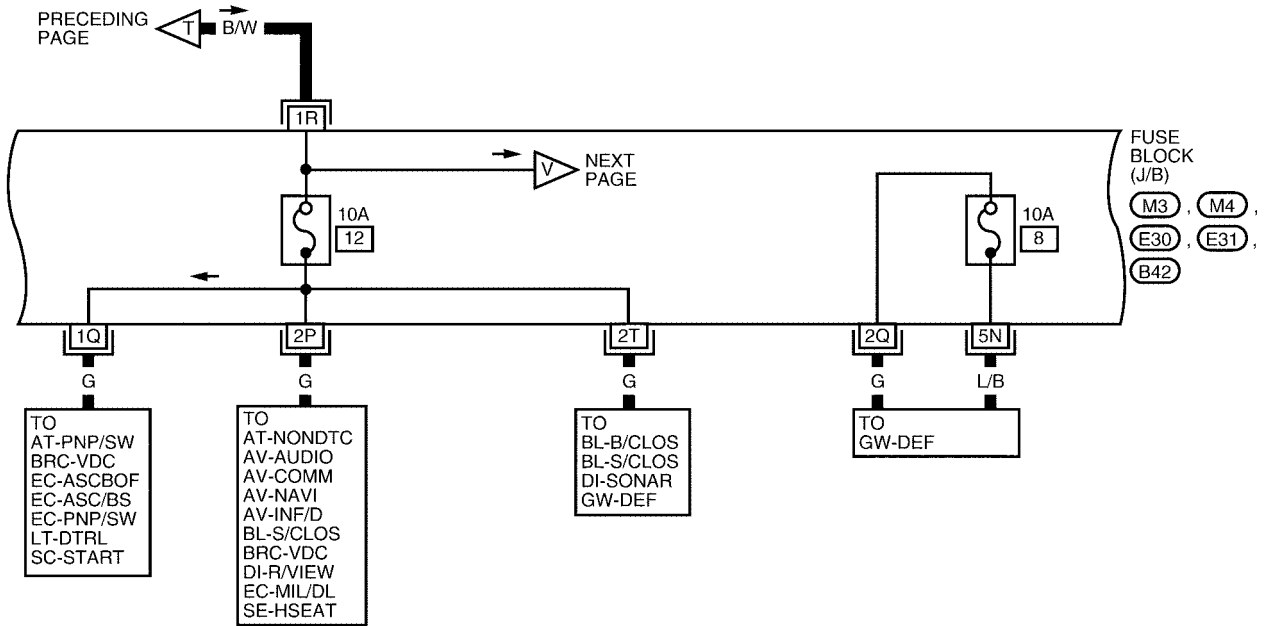 PRECEDING
PAGE
T
B/W
1R
V
NEXT
PAGE
FUSE
BLOCK
(J/B)
M3 , M4 ,
E30 , E31 ,
B42
10A
12
10A
8
1Q
2P
2T
2Q
5N
G
G
G
G
L/B
TO
AT-PNP/SW
BRC-VDC
EC-ASCBOF
EC-ASC/BS
EC-PNP/SW
LT-DTRL
SC-START
TO
AT-NONDTC
AV-AUDIO
AV-COMM
AV-NAVI
AV-INF/D
BL-S/CLOS
BRC-VDC
DI-R/VIEW
EC-MIL/DL
SE-HSEAT
TO
BL-B/CLOS
BL-S/CLOS
DI-SONAR
GW-DEF
TO
GW-DEF